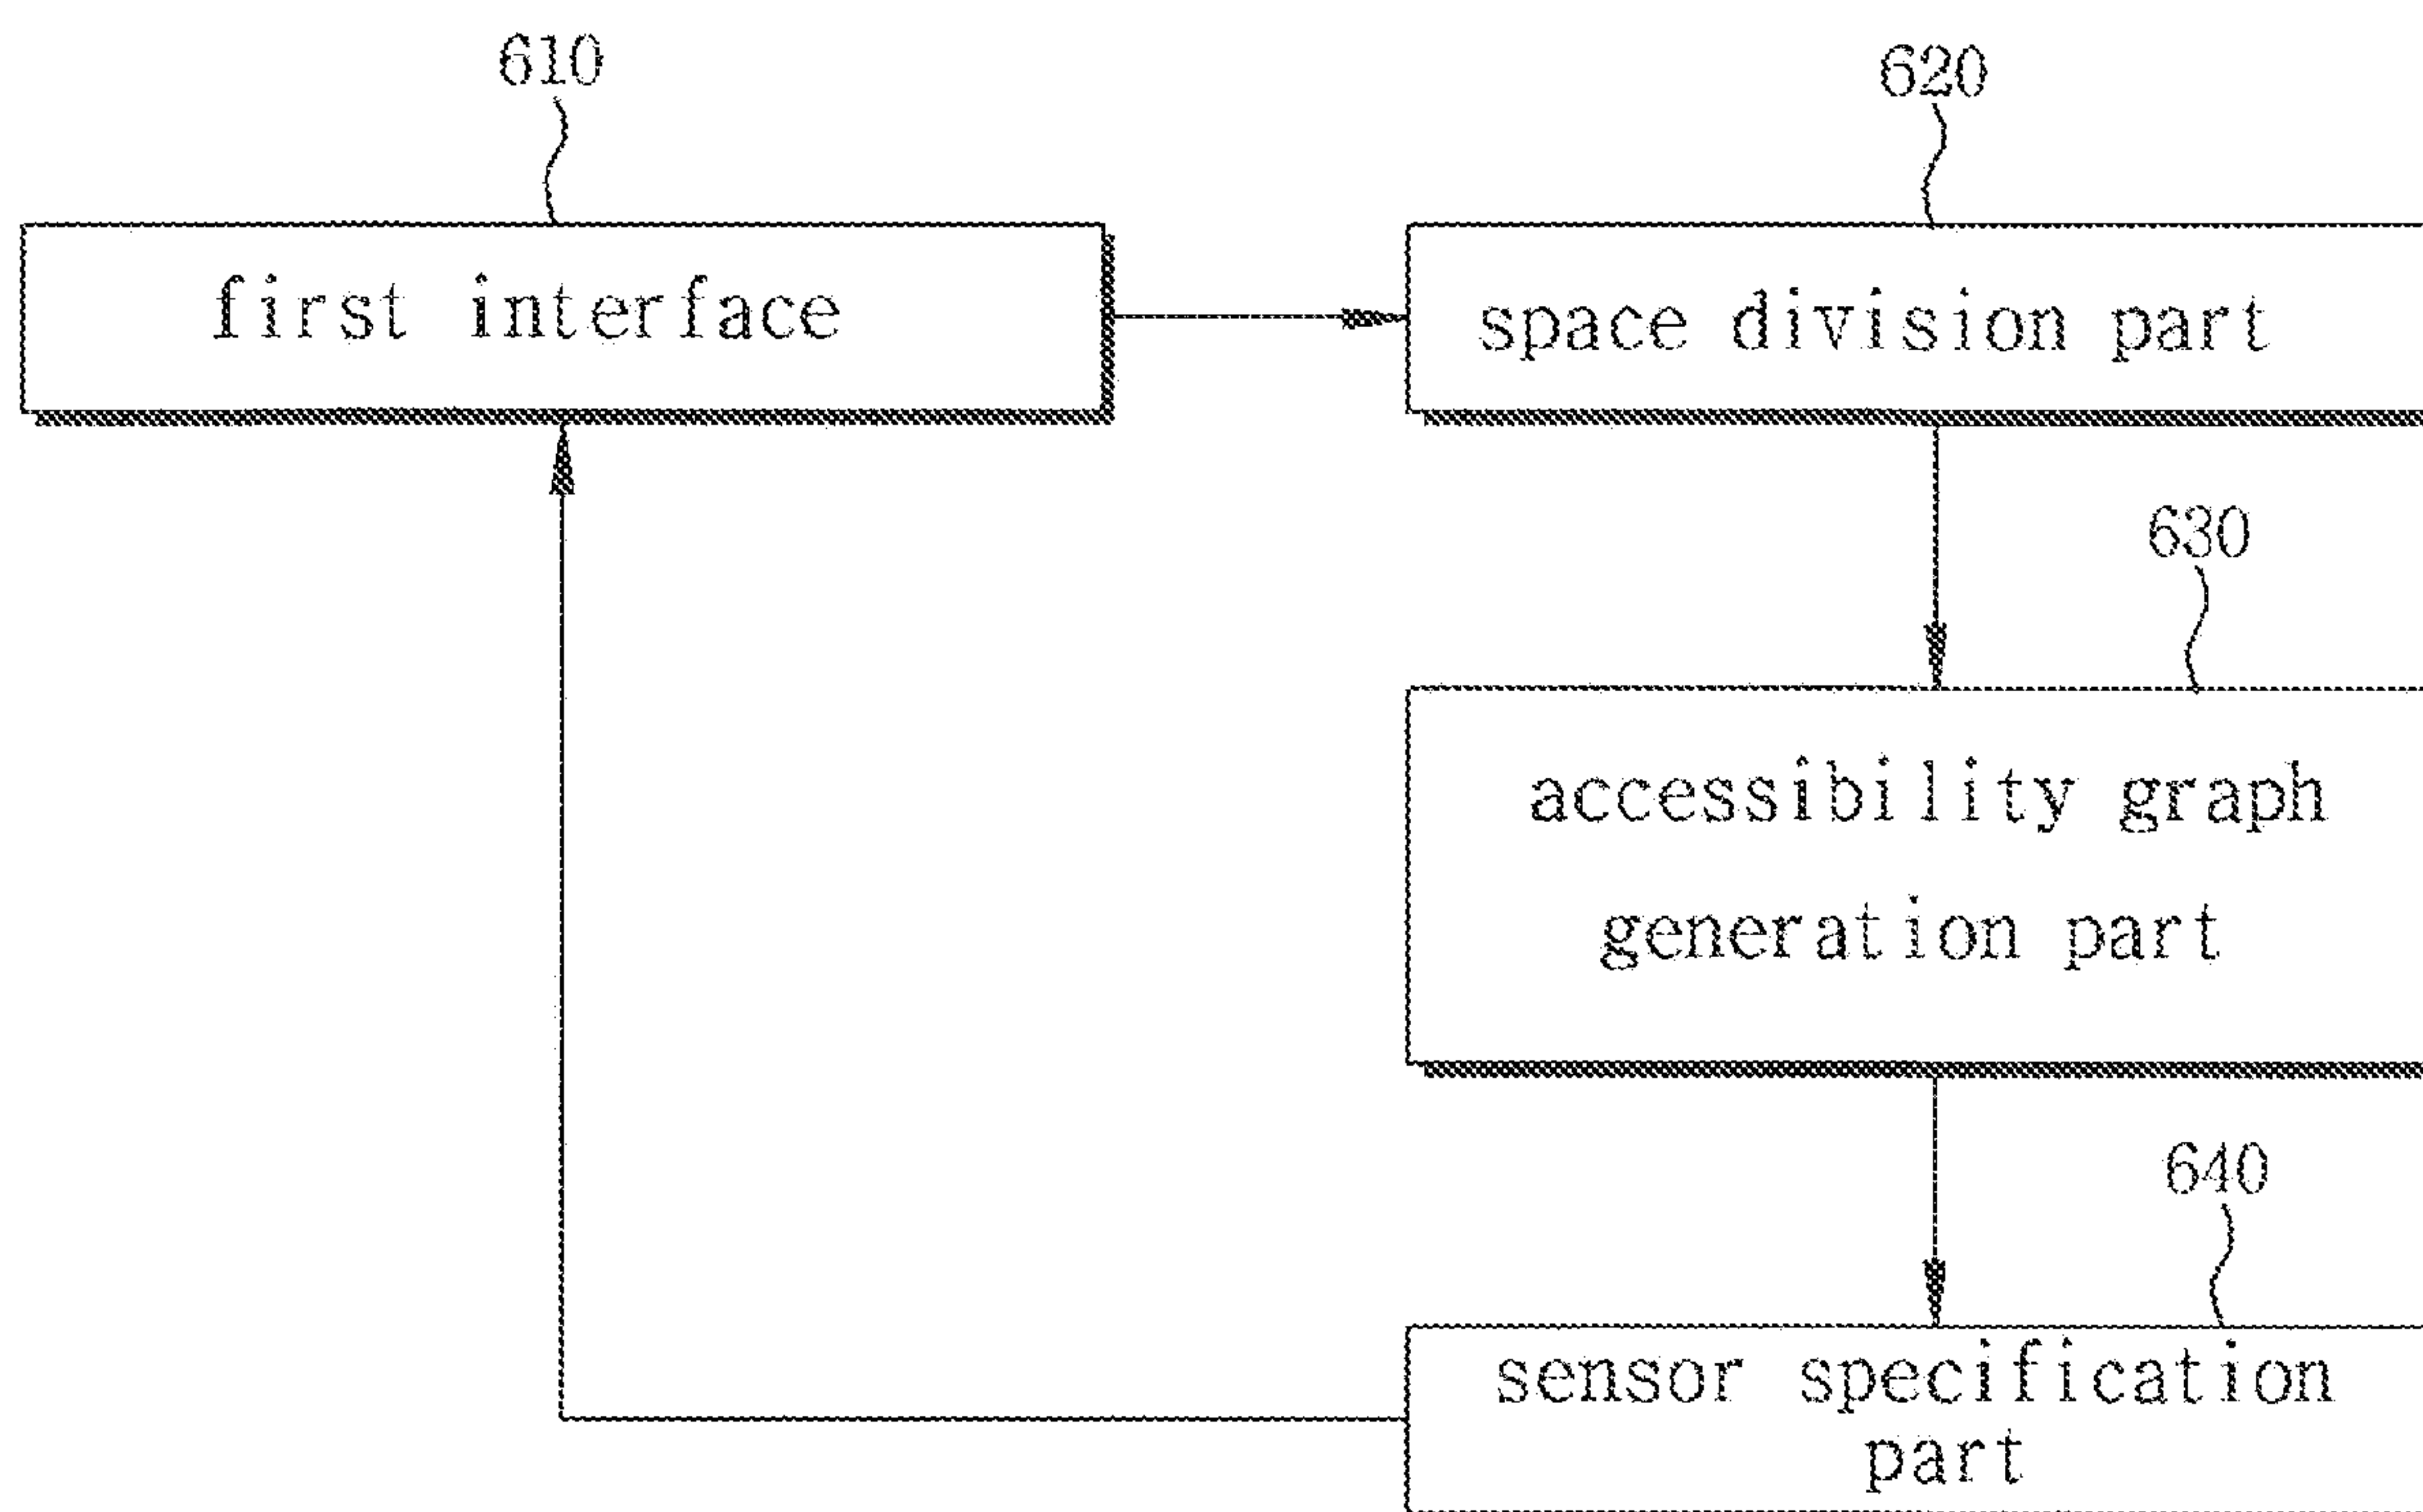 610
620
first interface
space division part
630
accessibility graph
generation part
640
sensor specification
part